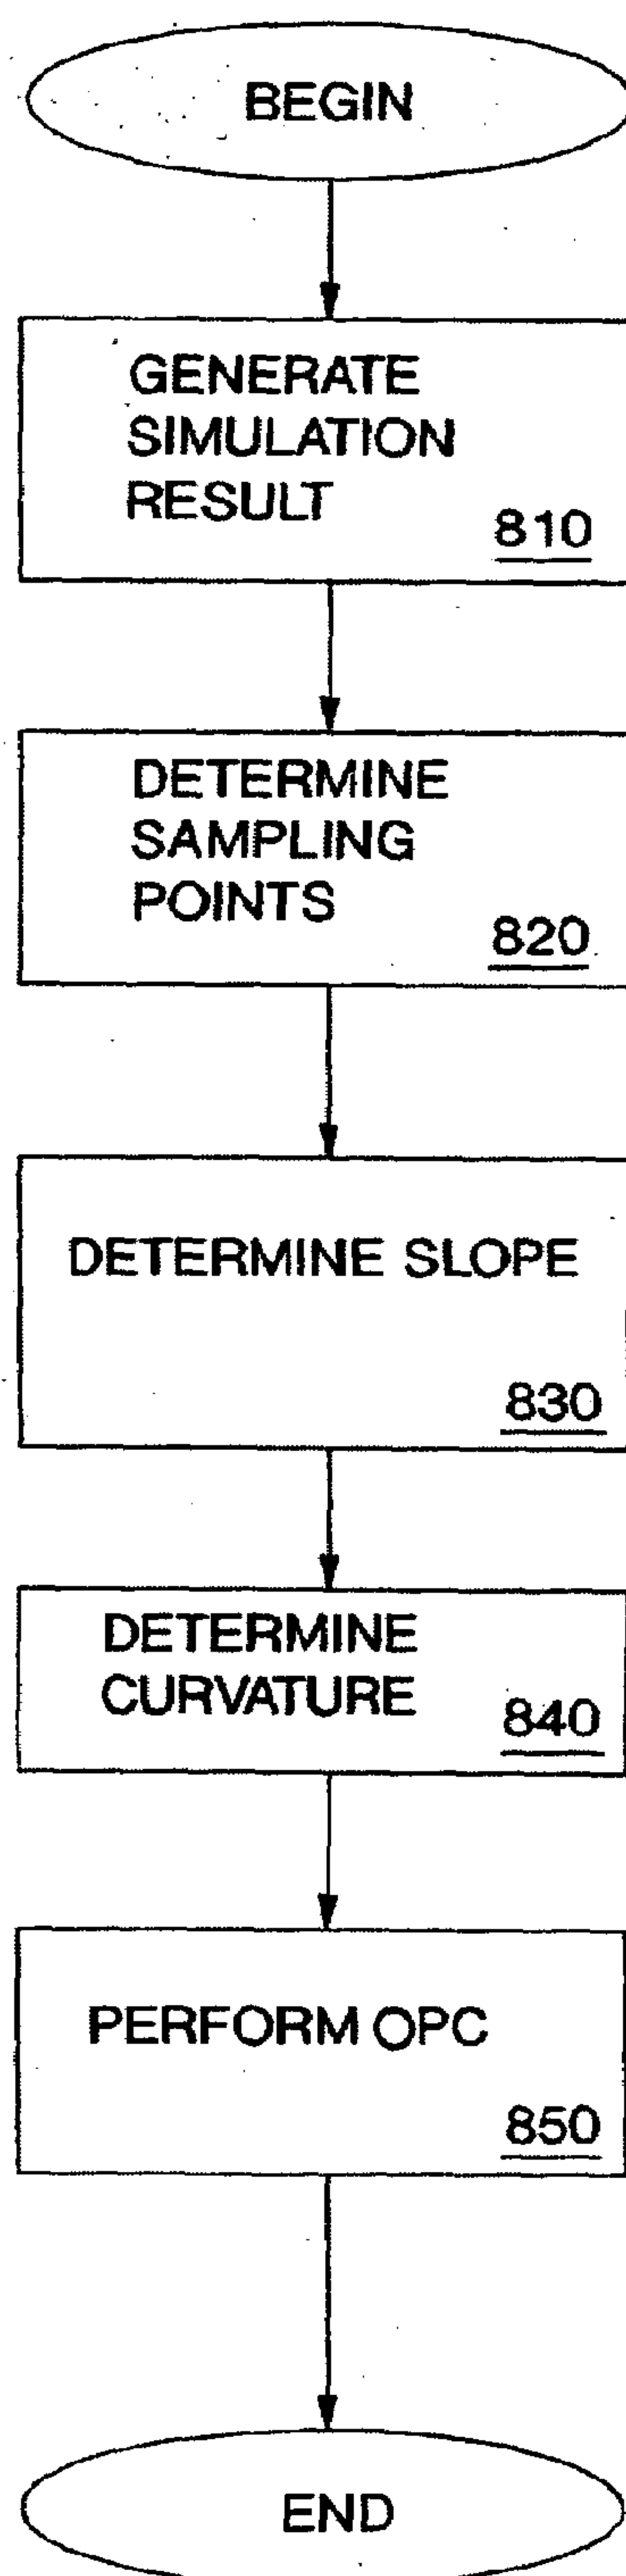 BEGIN
GENERATE
SIMULATION
RESULT
810
DETERMINE
SAMPLING
POINTS
820
DETERMINE SLOPE
830
DETERMINE
CURVATURE
840
PERFORM OPC
850
END